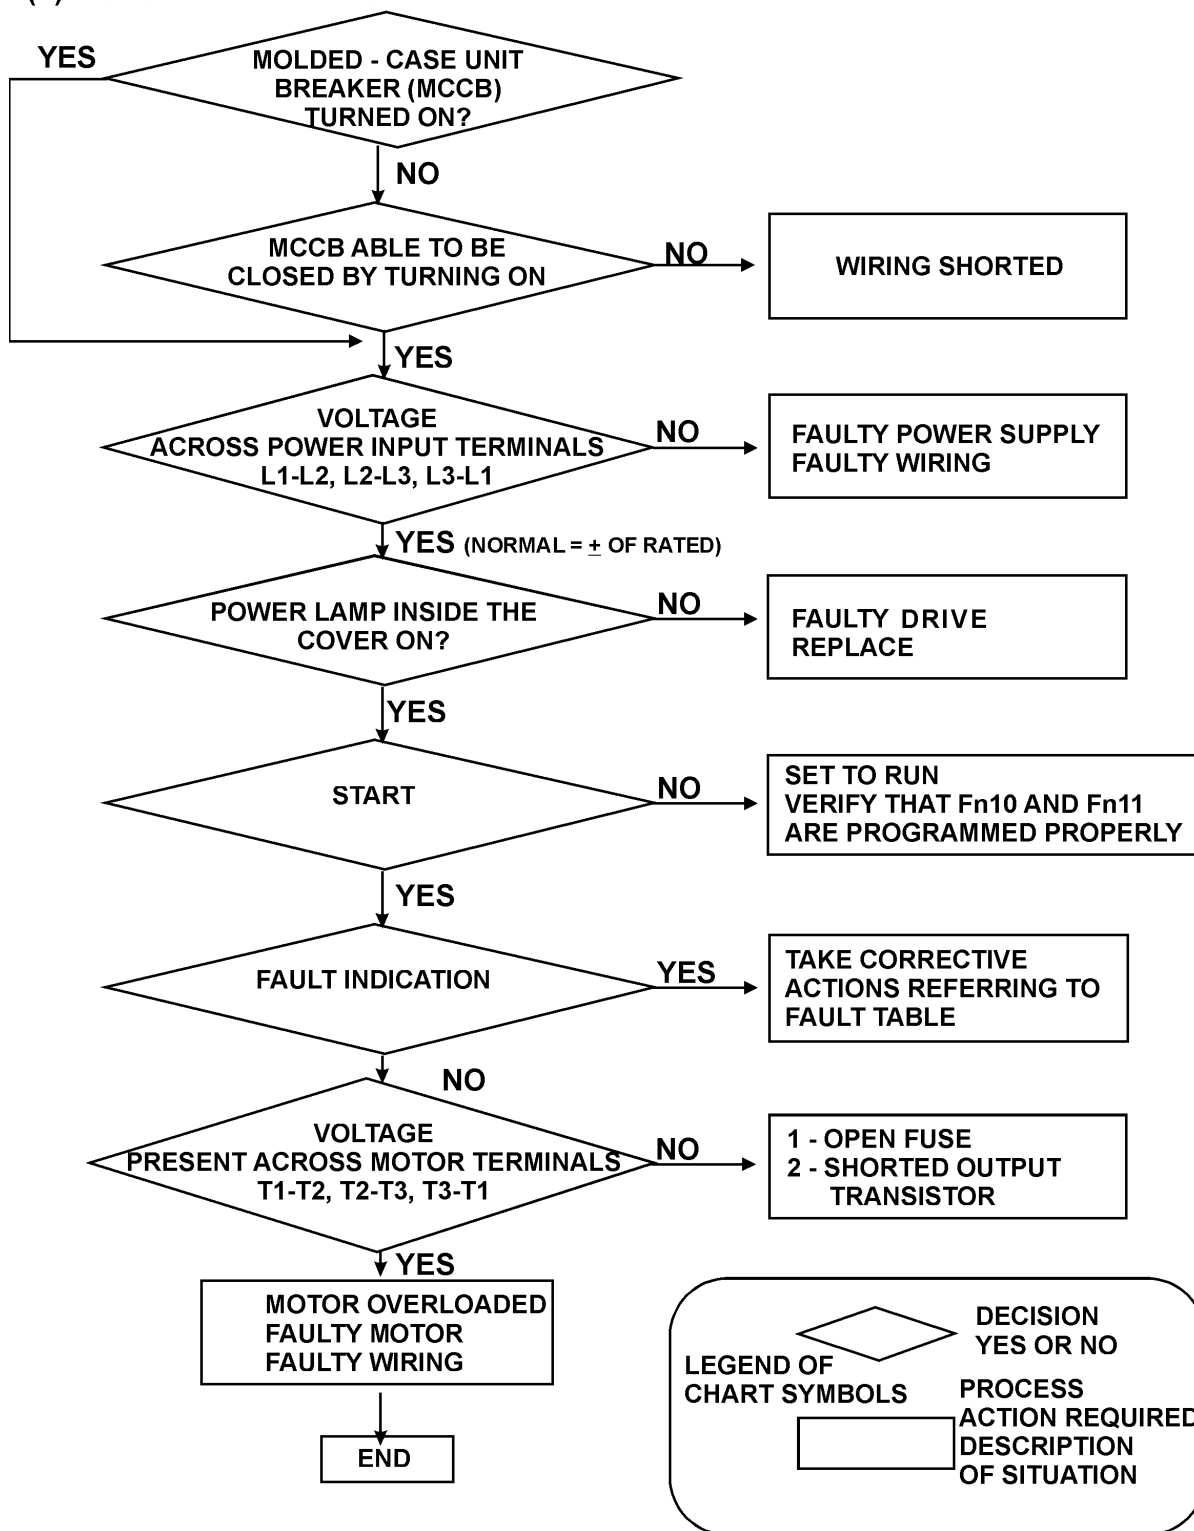 YES
MOLDED - CASE UNIT
BREAKER (MCCB)
TURNED ON?
NO
MCCB ABLE TO BE
CLOSED BY TURNING ON
NO
WIRING SHORTED
YES
VOLTAGE
ACROSS POWER INPUT TERMINALS
L1-L2, L2-L3, L3-L1
NO
FAULTY POWER SUPPLY
FAULTY WIRING
YES (NORMAL = ± OF RATED)
POWER LAMP INSIDE THE
COVER ON?
NO
FAULTY DRIVE
REPLACE
YES
START
NO
SET TO RUN
VERIFY THAT Fn10 AND Fn11
ARE PROGRAMMED PROPERLY
YES
FAULT INDICATION
YES
TAKE CORRECTIVE
ACTIONS REFERRING TO
FAULT TABLE
NO
VOLTAGE
PRESENT ACROSS MOTOR TERMINALS
T1-T2, T2-T3, T3-T1
NO
1 - OPEN FUSE
2 - SHORTED OUTPUT
TRANSISTOR
YES
MOTOR OVERLOADED
FAULTY MOTOR
FAULTY WIRING
END
LEGEND OF
CHART SYMBOLS
DECISION
YES OR NO
PROCESS
ACTION REQUIRED
DESCRIPTION
OF SITUATION